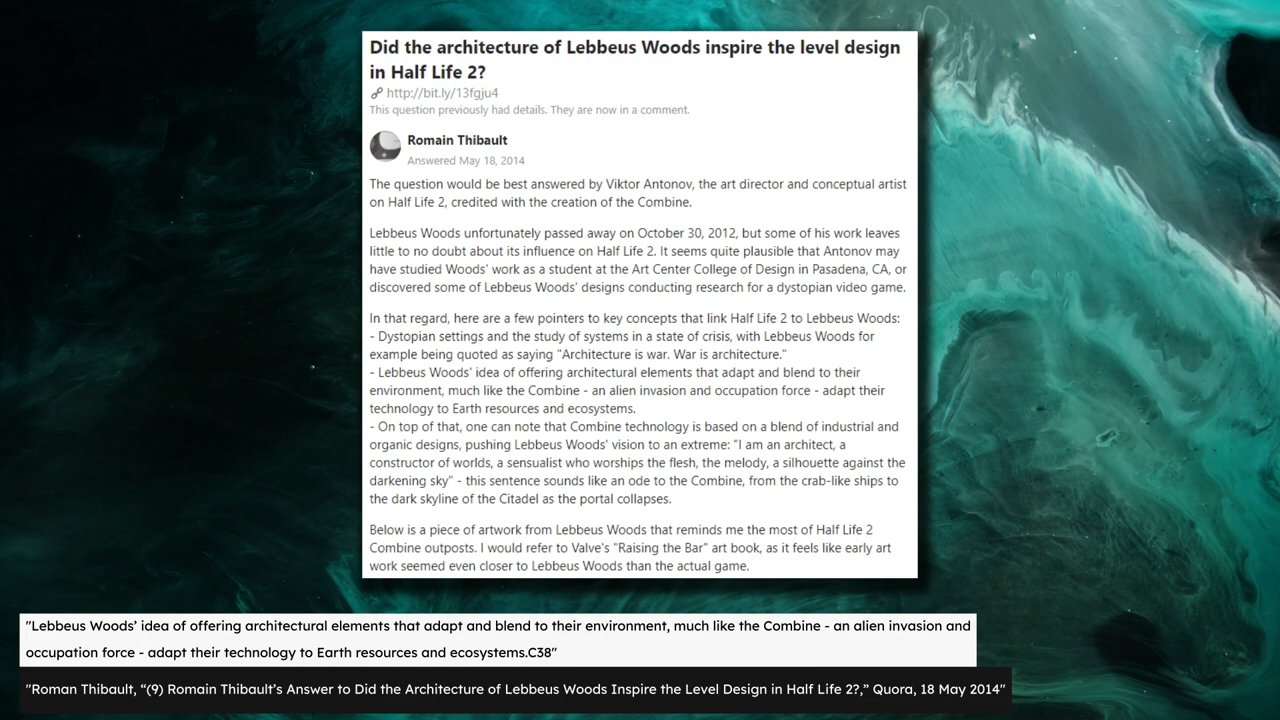 Did the architecture of Lebbeus Woods inspire the level design
in Half Life 2?
http://bit.ly/13fgju4
This question previously had details. They are now in a comment.
Romain Thibault
Answered May 18, 2014
The question would be best answered by Viktor Antonov, the art director and conceptual artist
on Half Life 2, credited with the creation of the Combine.
Lebbeus Woods unfortunately passed away on October 30, 2012, but some of his work leaves
little to no doubt about its influence on Half Life 2. It seems quite plausible that Antonov may
have studied Woods' work as a student at the Art Center College of Design in Pasadena, CA, or
discovered some of Lebbeus Woods' designs conducting research for a dystopian video game.
In that regard, here are a few pointers to key concepts that link Half Life 2 to Lebbeus Woods:
- Dystopian settings and the study of systems in a state of crisis, with Lebbeus Woods for
example being quoted as saying "Architecture is war. War is architecture."
- Lebbeus Woods' idea of offering architectural elements that adapt and blend to their
environment, much like the Combine - an alien invasion and occupation force - adapt their
technology to Earth resources and ecosystems.
- On top of that, one can note that Combine technology is based on a blend of industrial and
organic designs, pushing Lebbeus Woods' vision to an extreme: "I am an architect, a
constructor of worlds, a sensualist who worships the flesh, the melody, a silhouette against the
darkening sky" - this sentence sounds like an ode to the Combine, from the crab-like ships to
the dark skyline of the Citadel as the portal collapses.
Below is a piece of artwork from Lebbeus Woods that reminds me the most of Half Life 2
Combine outposts. I would refer to Valve's "Raising the Bar" art book, as it feels like early art
work seemed even closer to Lebbeus Woods than the actual game.
"Lebbeus Woods’ idea of offering architectural elements that adapt and blend to their environment, much like the Combine - an alien invasion and
occupation force - adapt their technology to Earth resources and ecosystems.C38"
"Roman Thibault, “(9) Romain Thibault’s Answer to Did the Architecture of Lebbeus Woods Inspire the Level Design in Half Life 2?,” Quora, 18 May 2014"